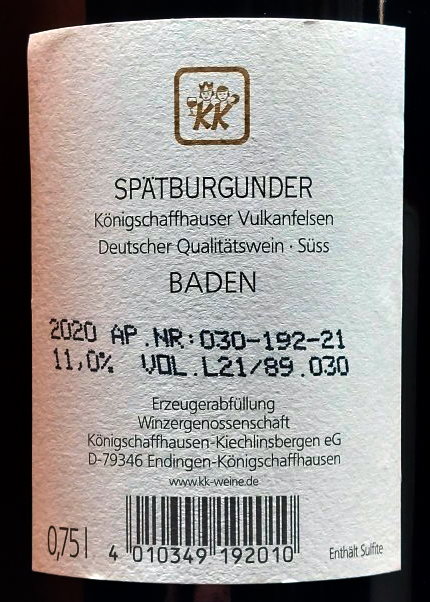 KK
SPÄTBURGUNDER
Königschaffhauser Vulkanfelsen
Deutscher Qualitätswein · Süss
BADEN
2020 AP.NR:030-192-21
11,0% VOL.L21/89.030
Erzeugerabfüllung
Winzergenossenschaft
Königschaffhausen-Kiechlinsbergen eG
D-79346 Endingen-Königschaffhausen
www.kk-weine.de
0,75 l
4 010349 192010
Enthält Sulfite